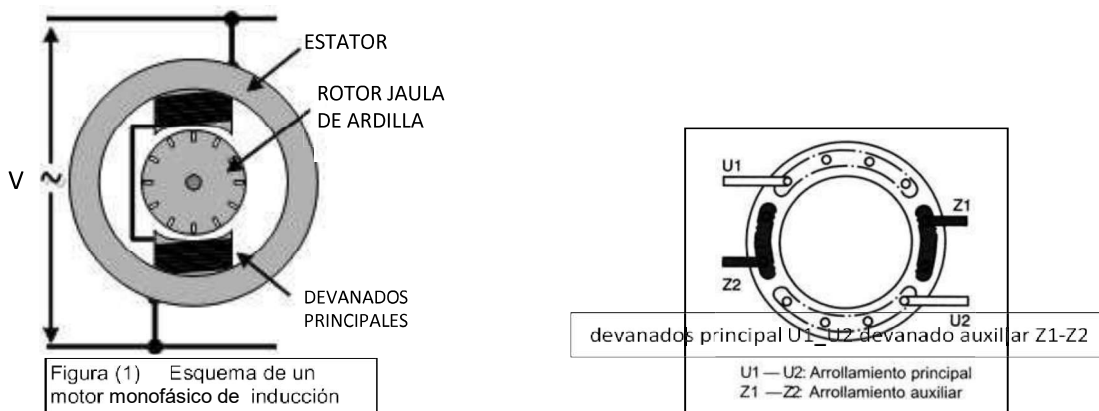 ESTATOR
ROTOR JAULA
DE ARDILLA
V
~
DEVANADOS
PRINCIPALES
Figura (1) Esquema de un
motor monofásico de inducción
U1
Z1
Z2
U2
devanados principal U1_U2 devanado auxiliar Z1-Z2
U1 — U2: Arrollamiento principal
Z1 — Z2: Arrollamiento auxiliar